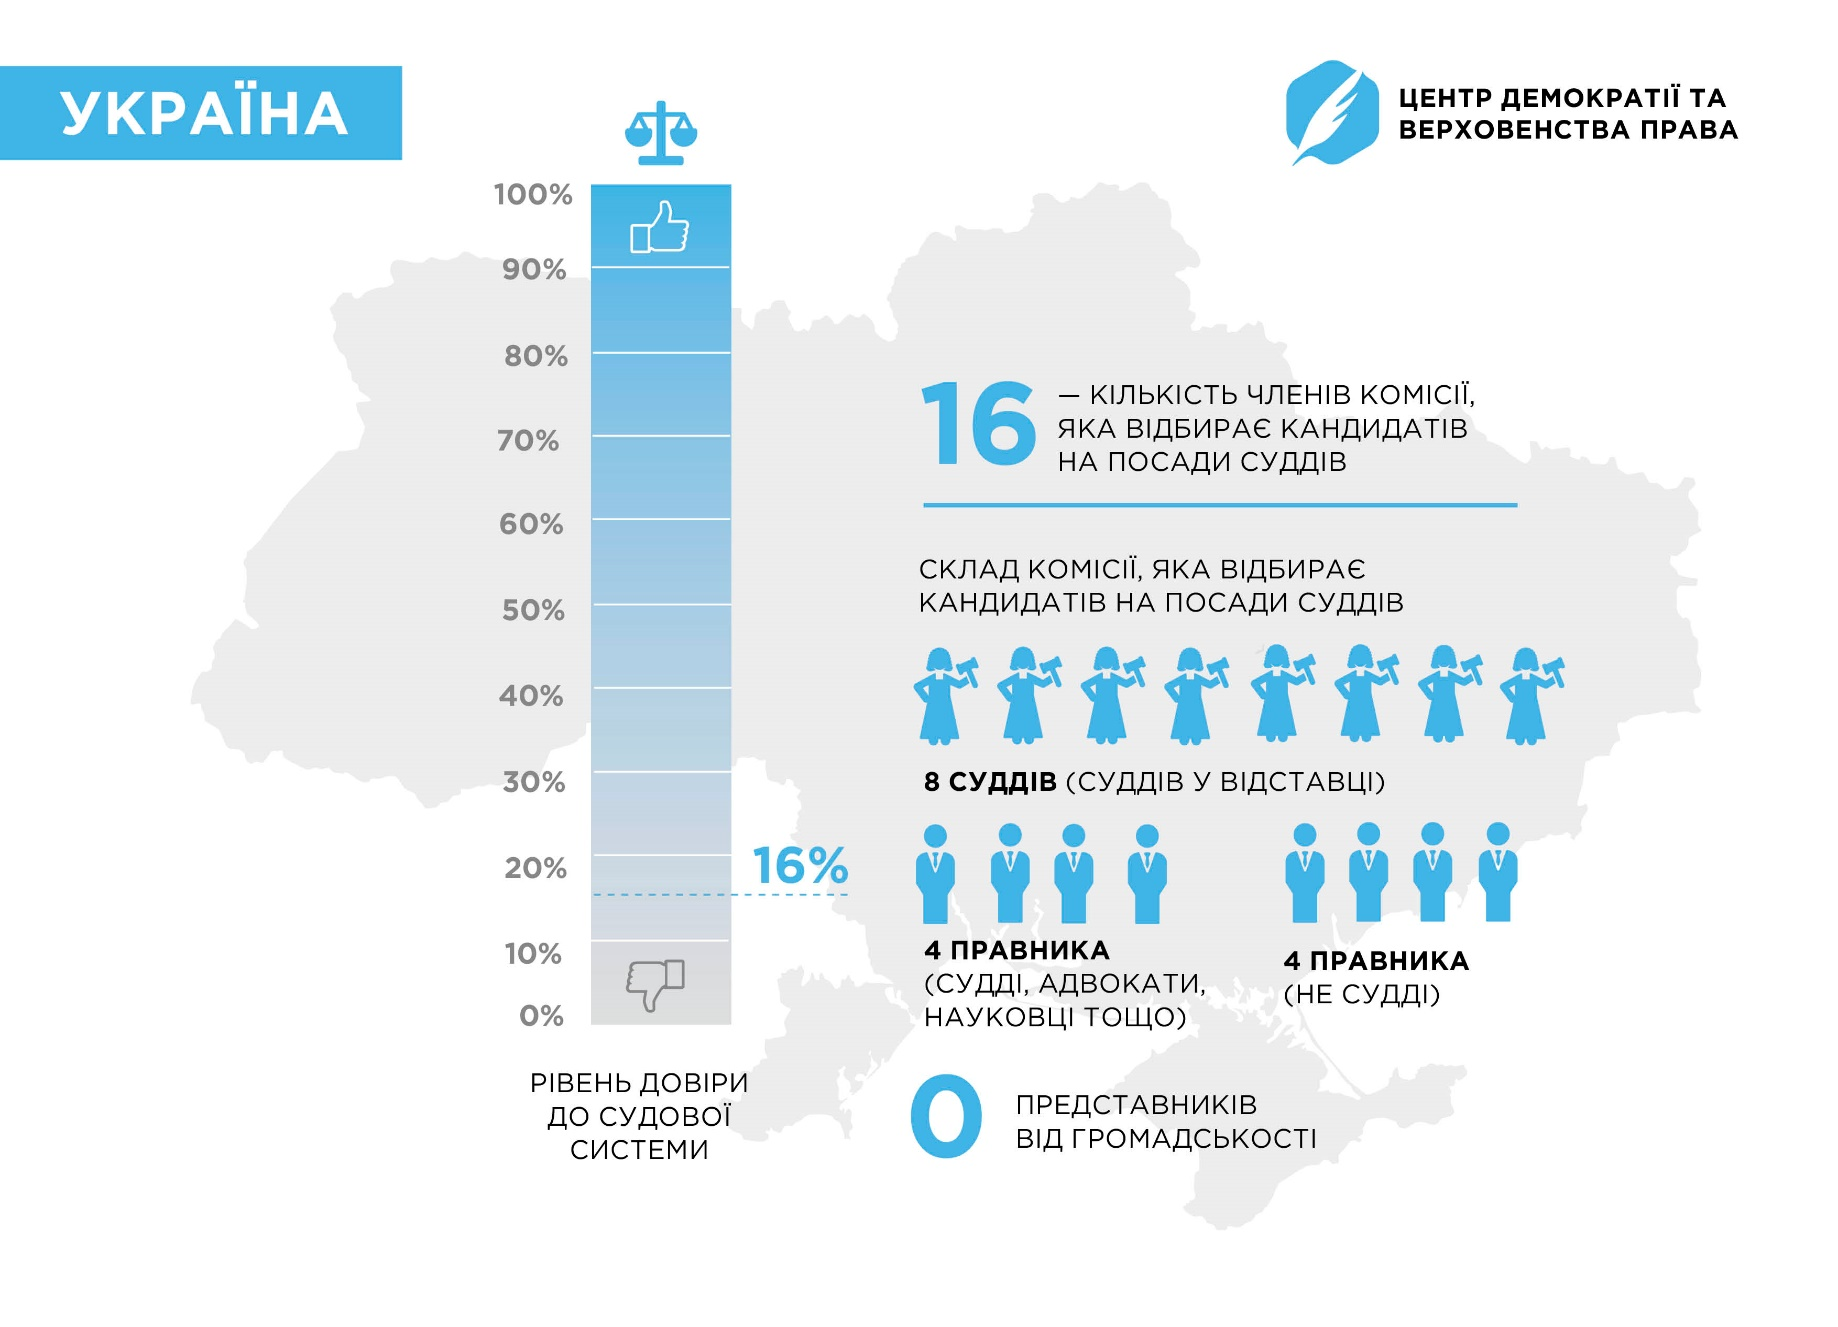 УКРАЇНА
ЦЕНТР ДЕМОКРАТІЇ ТА
ВЕРХОВЕНСТВА ПРАВА
100%
90%
80%
70%
60%
50%
40%
30%
20%
10%
0%
16%
РІВЕНЬ ДОВІРИ
ДО СУДОВОЇ
СИСТЕМИ
16 — КІЛЬКІСТЬ ЧЛЕНІВ КОМІСІЇ,
ЯКА ВІДБИРАЄ КАНДИДАТІВ
НА ПОСАДИ СУДДІВ
СКЛАД КОМІСІЇ, ЯКА ВІДБИРАЄ
КАНДИДАТІВ НА ПОСАДИ СУДДІВ
8 СУДДІВ (СУДДІВ У ВІДСТАВЦІ)
4 ПРАВНИКА
(СУДДІ, АДВОКАТИ,
НАУКОВЦІ ТОЩО)
4 ПРАВНИКА
(НЕ СУДДІ)
0 ПРЕДСТАВНИКІВ
ВІД ГРОМАДСЬКОСТІ